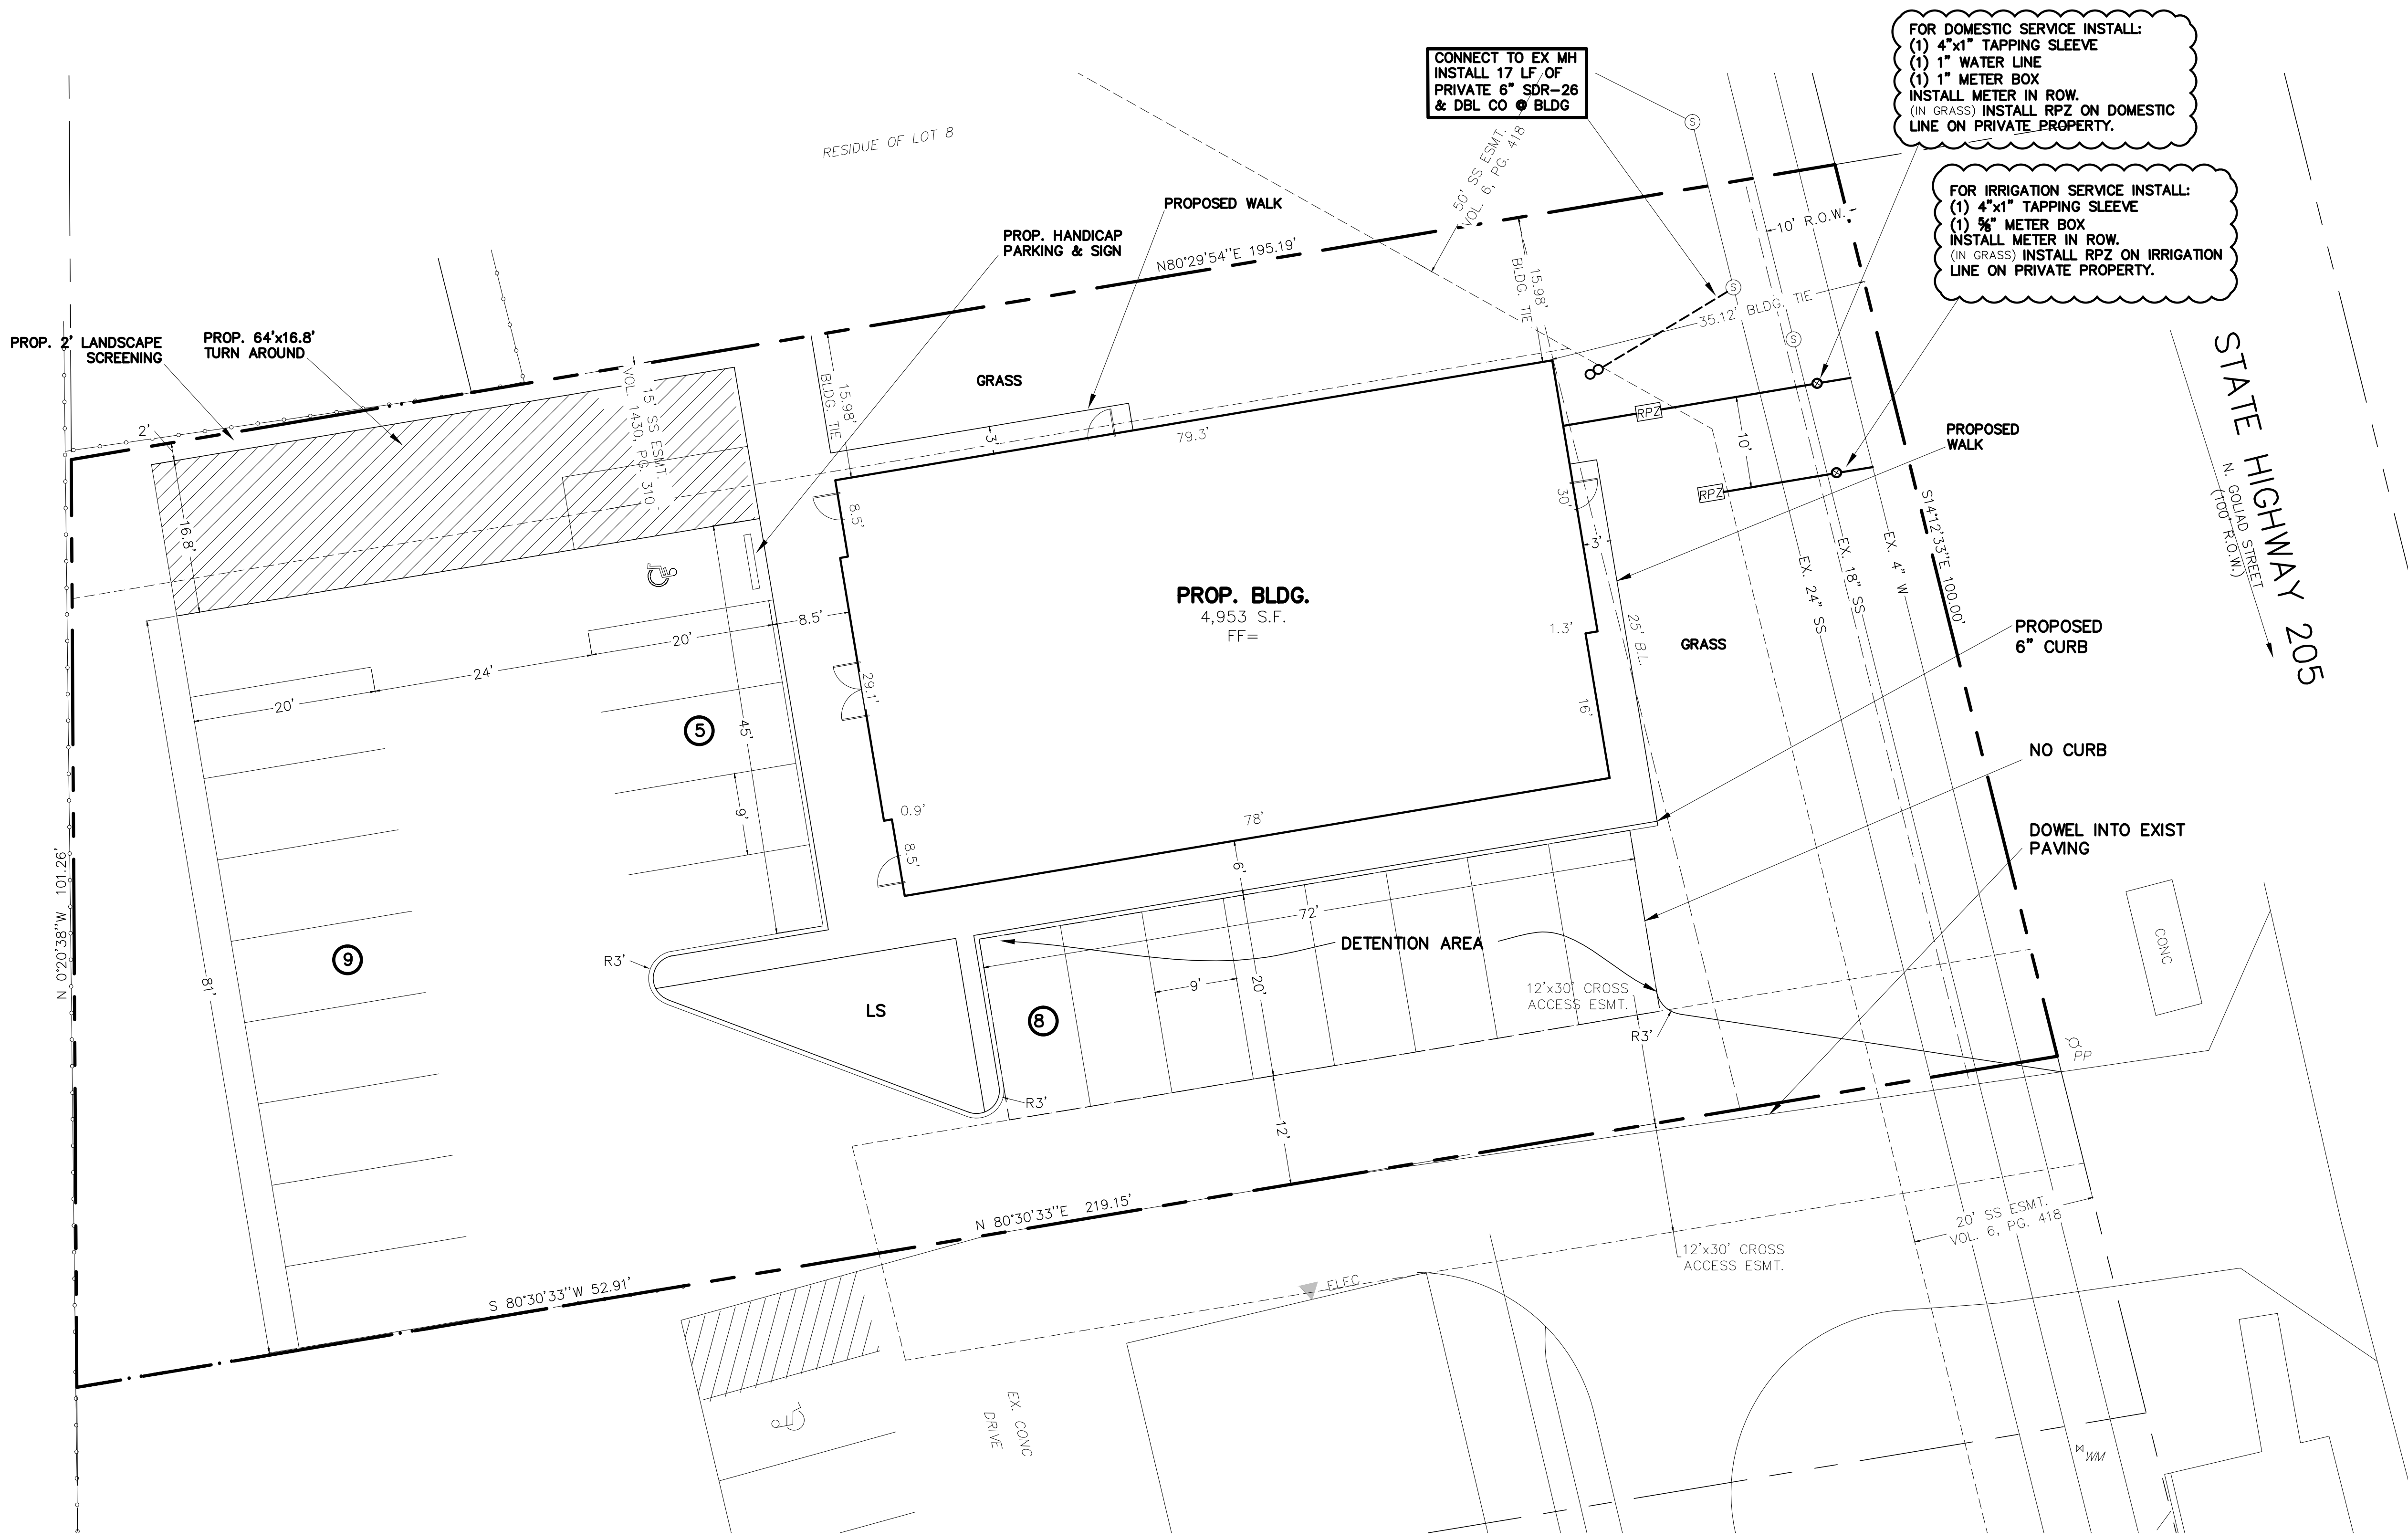 FOR DOMESTIC SERVICE INSTALL:
(1) 4"x1" TAPPING SLEEVE
(1) 1" WATER LINE
(1) 1" METER BOX
INSTALL METER IN ROW.
(IN GRASS) INSTALL RPZ ON DOMESTIC
LINE ON PRIVATE PROPERTY.
CONNECT TO EX MH
INSTALL 17 LF OF
PRIVATE 6" SDR-26
& DBL CO @ BLDG
FOR IRRIGATION SERVICE INSTALL:
(1) 4"x1" TAPPING SLEEVE
(1) ⅝" METER BOX
INSTALL METER IN ROW.
(IN GRASS) INSTALL RPZ ON IRRIGATION
LINE ON PRIVATE PROPERTY.
RESIDUE OF LOT 8
50' SS ESMT.
VOL. 6, PG. 418
S
S
S
10' R.O.W.
PROPOSED WALK
PROP. HANDICAP
PARKING & SIGN
N80°29'54"E 195.19'
15.98'
BLDG. TIE
35.12' BLDG. TIE
PROP. 2' LANDSCAPE
SCREENING
PROP. 64'x16.8'
TURN AROUND
2'
16.8'
15' SS ESMT.
VOL. 1430, PG. 310
15.98'
BLDG. TIE
GRASS
3'
79.3'
RPZ
10'
RPZ
PROPOSED
WALK
STATE HIGHWAY 205
N. GOLIAD STREET
(100' R.O.W.)
S14°12'33"E 100.00'
EX. 4" W
EX. 18" SS
EX. 24" SS
8.5'
30'
3'
PROP. BLDG.
4,953 S.F.
FF=
1.3'
25' B.L.
GRASS
16'
PROPOSED
6" CURB
8.5'
20'
24'
20'
29.1'
5
45'
9'
NO CURB
DOWEL INTO EXIST
PAVING
0.9'
8.5'
78'
6'
72'
DETENTION AREA
N 0°20'38"W 101.26'
81'
9
R3'
LS
8
9'
20'
12'x30' CROSS
ACCESS ESMT.
R3'
CONC
PP
R3'
12'
N 80°30'33"E 219.15'
S 80°30'33"W 52.91'
20' SS ESMT.
VOL. 6, PG. 418
12'x30' CROSS
ACCESS ESMT.
ELEC
EX. CONC
DRIVE
WM